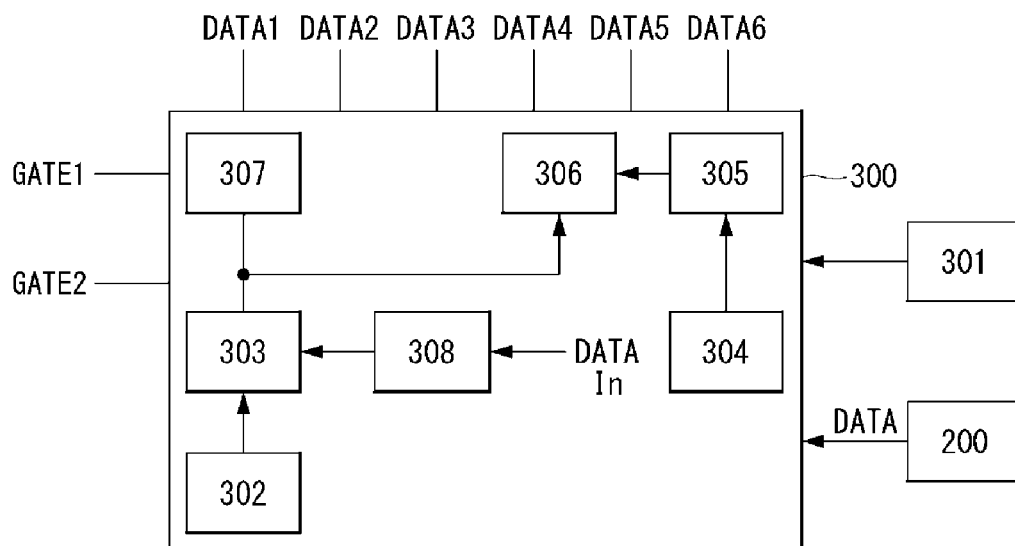 DATA1 DATA2 DATA3 DATA4 DATA5 DATA6
GATE1
307
306
305
300
GATE2
301
303
308
DATA
In
304
DATA
200
302